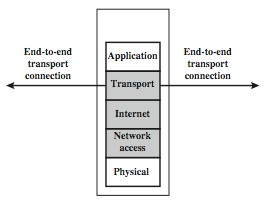 End-to-end
transport
connection
Application
Transport
Internet
Network
access
Physical
End-to-end
transport
connection